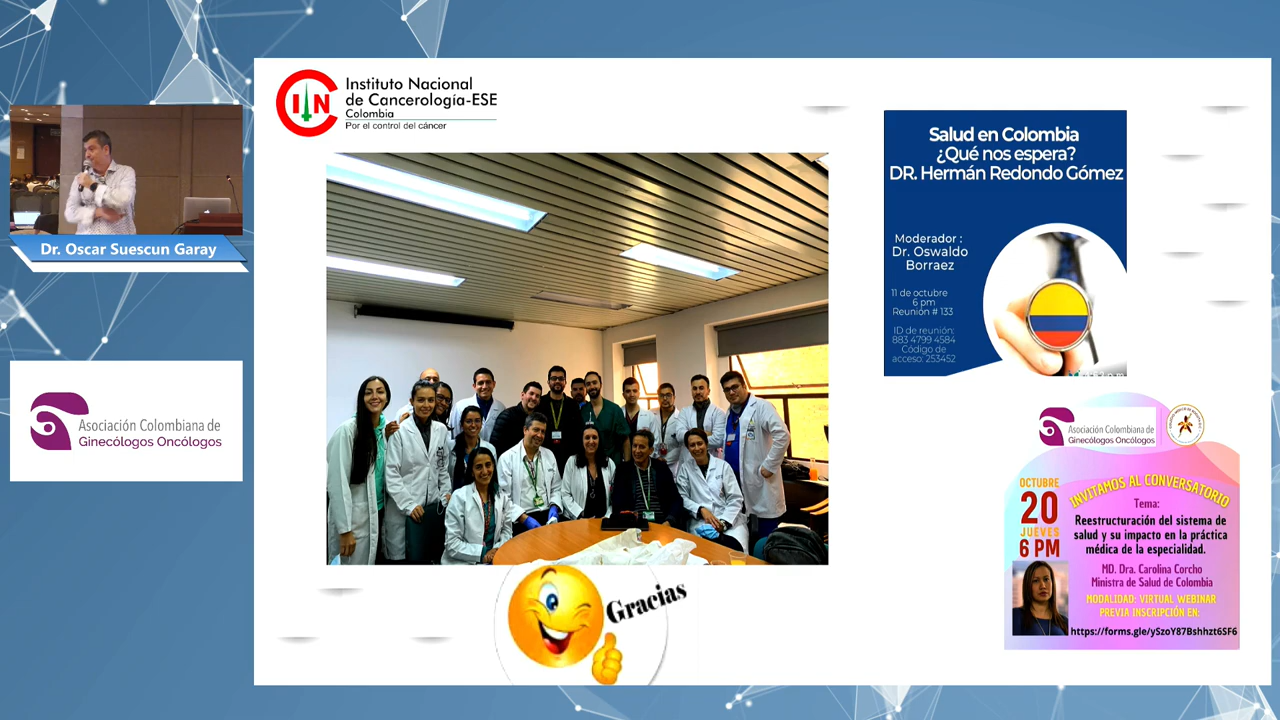 Dr. Oscar Suescun Garay
Asociación Colombiana de
Ginecólogos Oncólogos
Instituto Nacional
de Cancerología-ESE
Colombia
Por el control del cáncer
Gracias
Salud en Colombia
¿Qué nos espera?
DR. Hermán Redondo Gómez
Moderador :
Dr. Oswaldo
Borraez
11 de octubre
6 pm
Reunión # 133
ID de reunión:
883 4799 4584
Código de
acceso: 253452
Asociación Colombiana de
Ginecólogos Oncólogos
OCTUBRE
20
JUEVES
6 PM
INVITAMOS AL CONVERSATORIO
Tema:
Reestructuración del sistema de
salud y su impacto en la práctica
médica de la especialidad.
MD. Dra. Carolina Corcho
Ministra de Salud de Colombia
MODALIDAD: VIRTUAL WEBINAR
PREVIA INSCRIPCIÓN EN:
https://forms.gle/ySzoY87Bshhzt6SF6